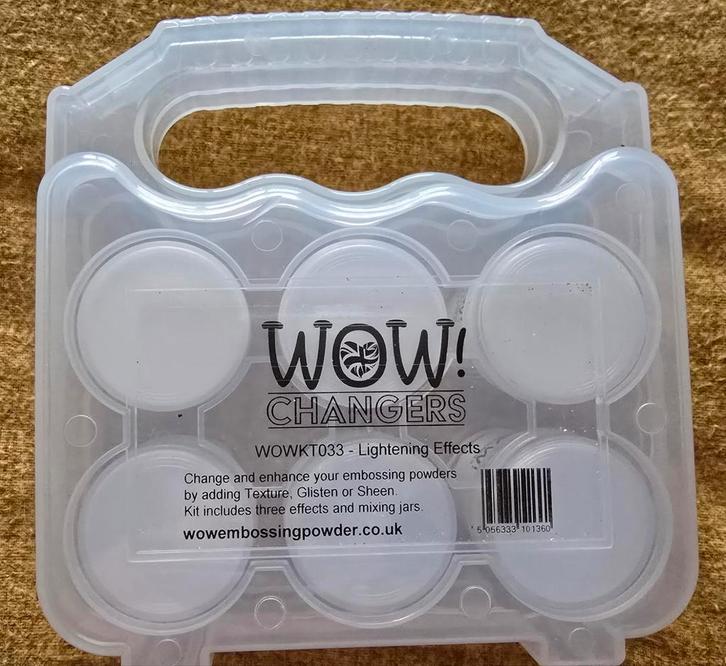 WOW!
CHANGERS
WOWKT033 - Lightening Effects
Change and enhance your embossing powders
by adding Texture, Glisten or Sheen.
Kit includes three effects and mixing jars.
wowembossingpowder.co.uk
5 056333 101360